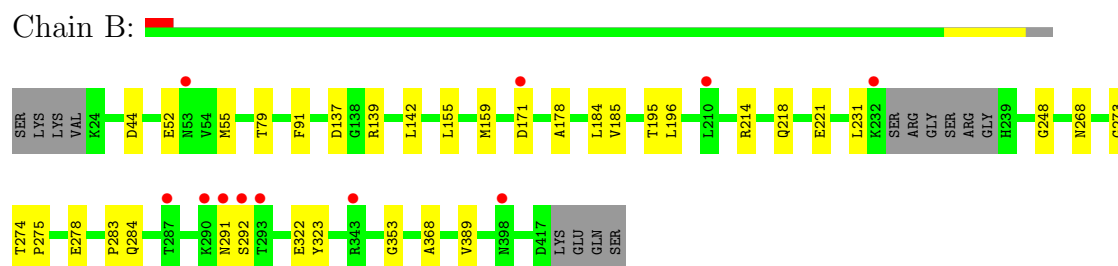 Chain B:
SER LYS LYS VAL K24 D44 E52 N53 V54 M55 T79 F91 D137 G138 R139 L142 L155 M159 D171 A178 L184 V185 T195 L196 L210 R214 Q218 E221 L231 K232 SER ARG GLY SER ARG GLY H239 G248 N268
T274 P275 E278 P283 Q284 T287 K290 N291 S292 T293 E322 Y323 R343 G353 A368 V389 N398 D417 LYS GLU GLN SER